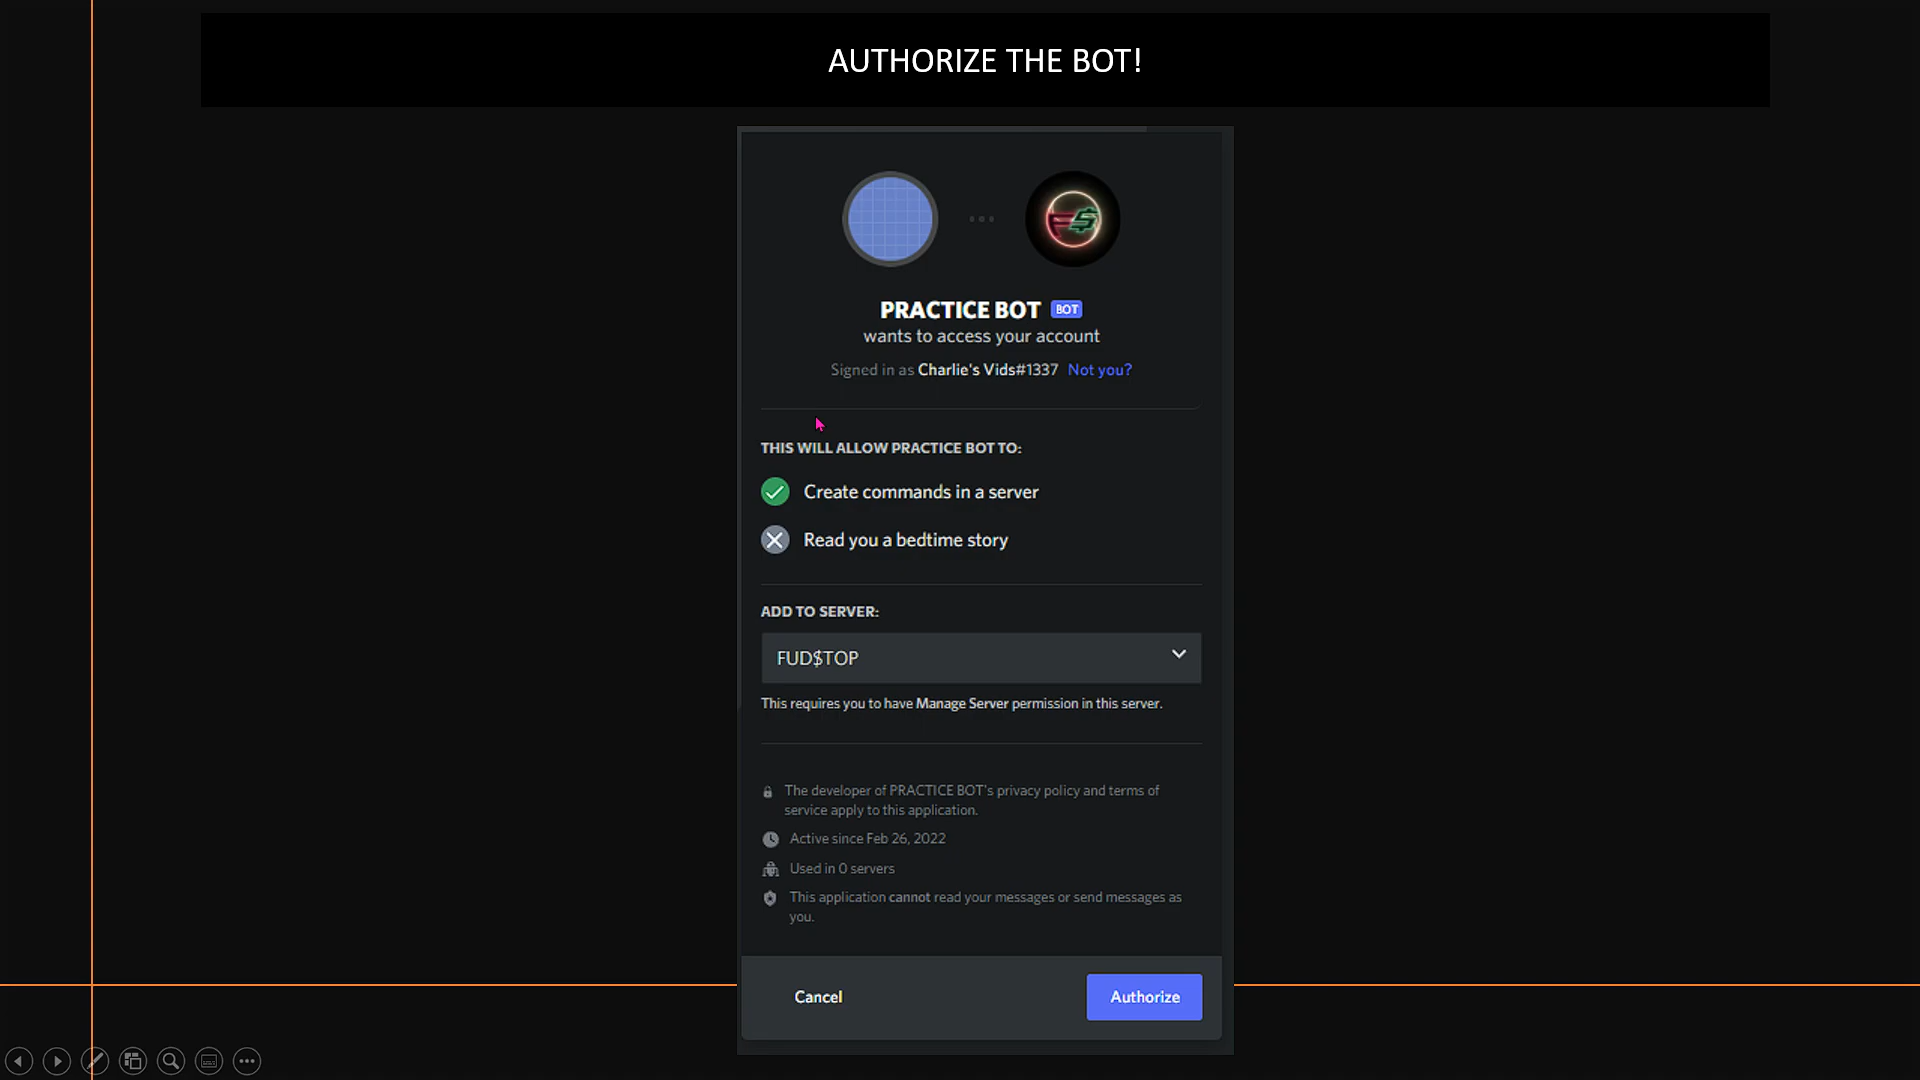 AUTHORIZE THE BOT!
PRACTICE BOT BOT
wants to access your account
Signed in as Charlie's Vids#1337 Not you?
THIS WILL ALLOW PRACTICE BOT TO:
Create commands in a server
Read you a bedtime story
ADD TO SERVER:
FUD$TOP
This requires you to have Manage Server permission in this server.
The developer of PRACTICE BOT's privacy policy and terms of
service apply to this application.
Active since Feb 26, 2022
Used in 0 servers
This application cannot read your messages or send messages as
you.
Cancel Authorize